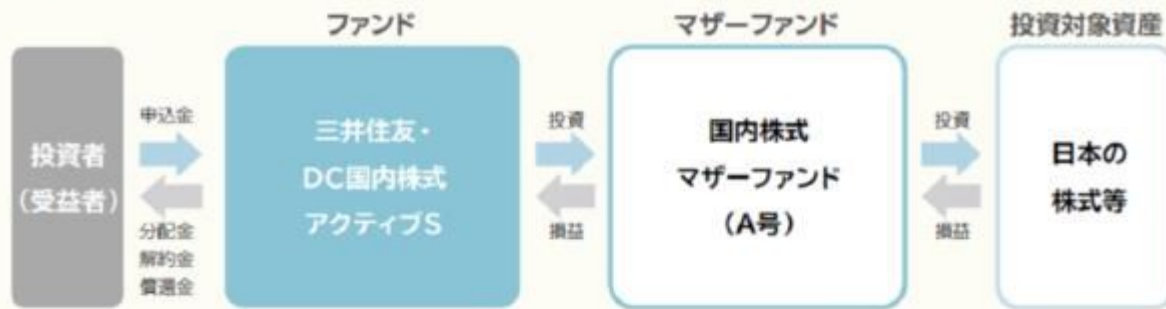 ファンド
マザーファンド
投資対象資産
投資者
(受益者)
申込金
分配金
解約金
償還金
三井住友・
DC国内株式
アクティブS
投資
損益
国内株式
マザーファンド
(A号)
投資
損益
日本の
株式等